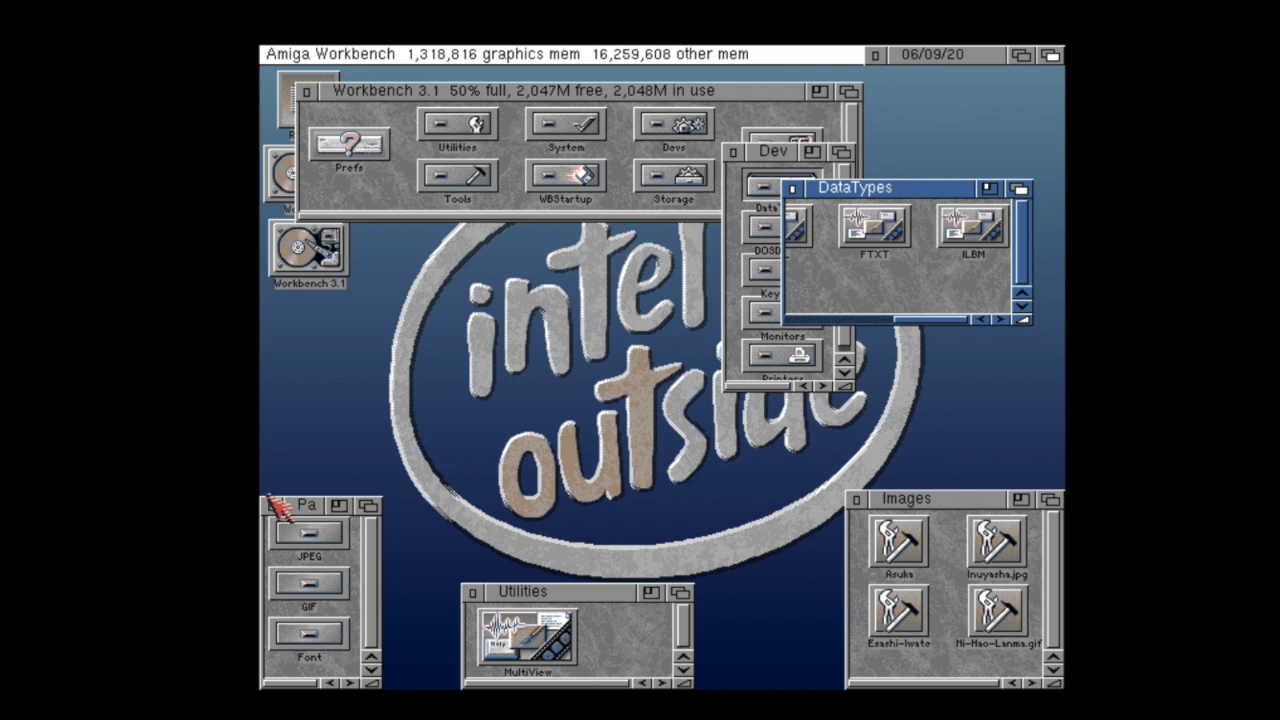 Amiga Workbench 1,318,816 graphics mem 16,259,608 other mem
06/09/20
Workbench 3.1 50% full, 2,047M free, 2,048M in use
Prefs
Utilities
System
Devs
Tools
WBStartup
Storage
Workbench 3.1
Dev
Monitors
DataTypes
FTXT
ILBM
intel
outside
Pa
JPEG
GIF
Font
Utilities
MultiView
Images
Asuka
Inuyasha.jpg
Esashi-Iwate
Ni-Hao-Lanma.gif